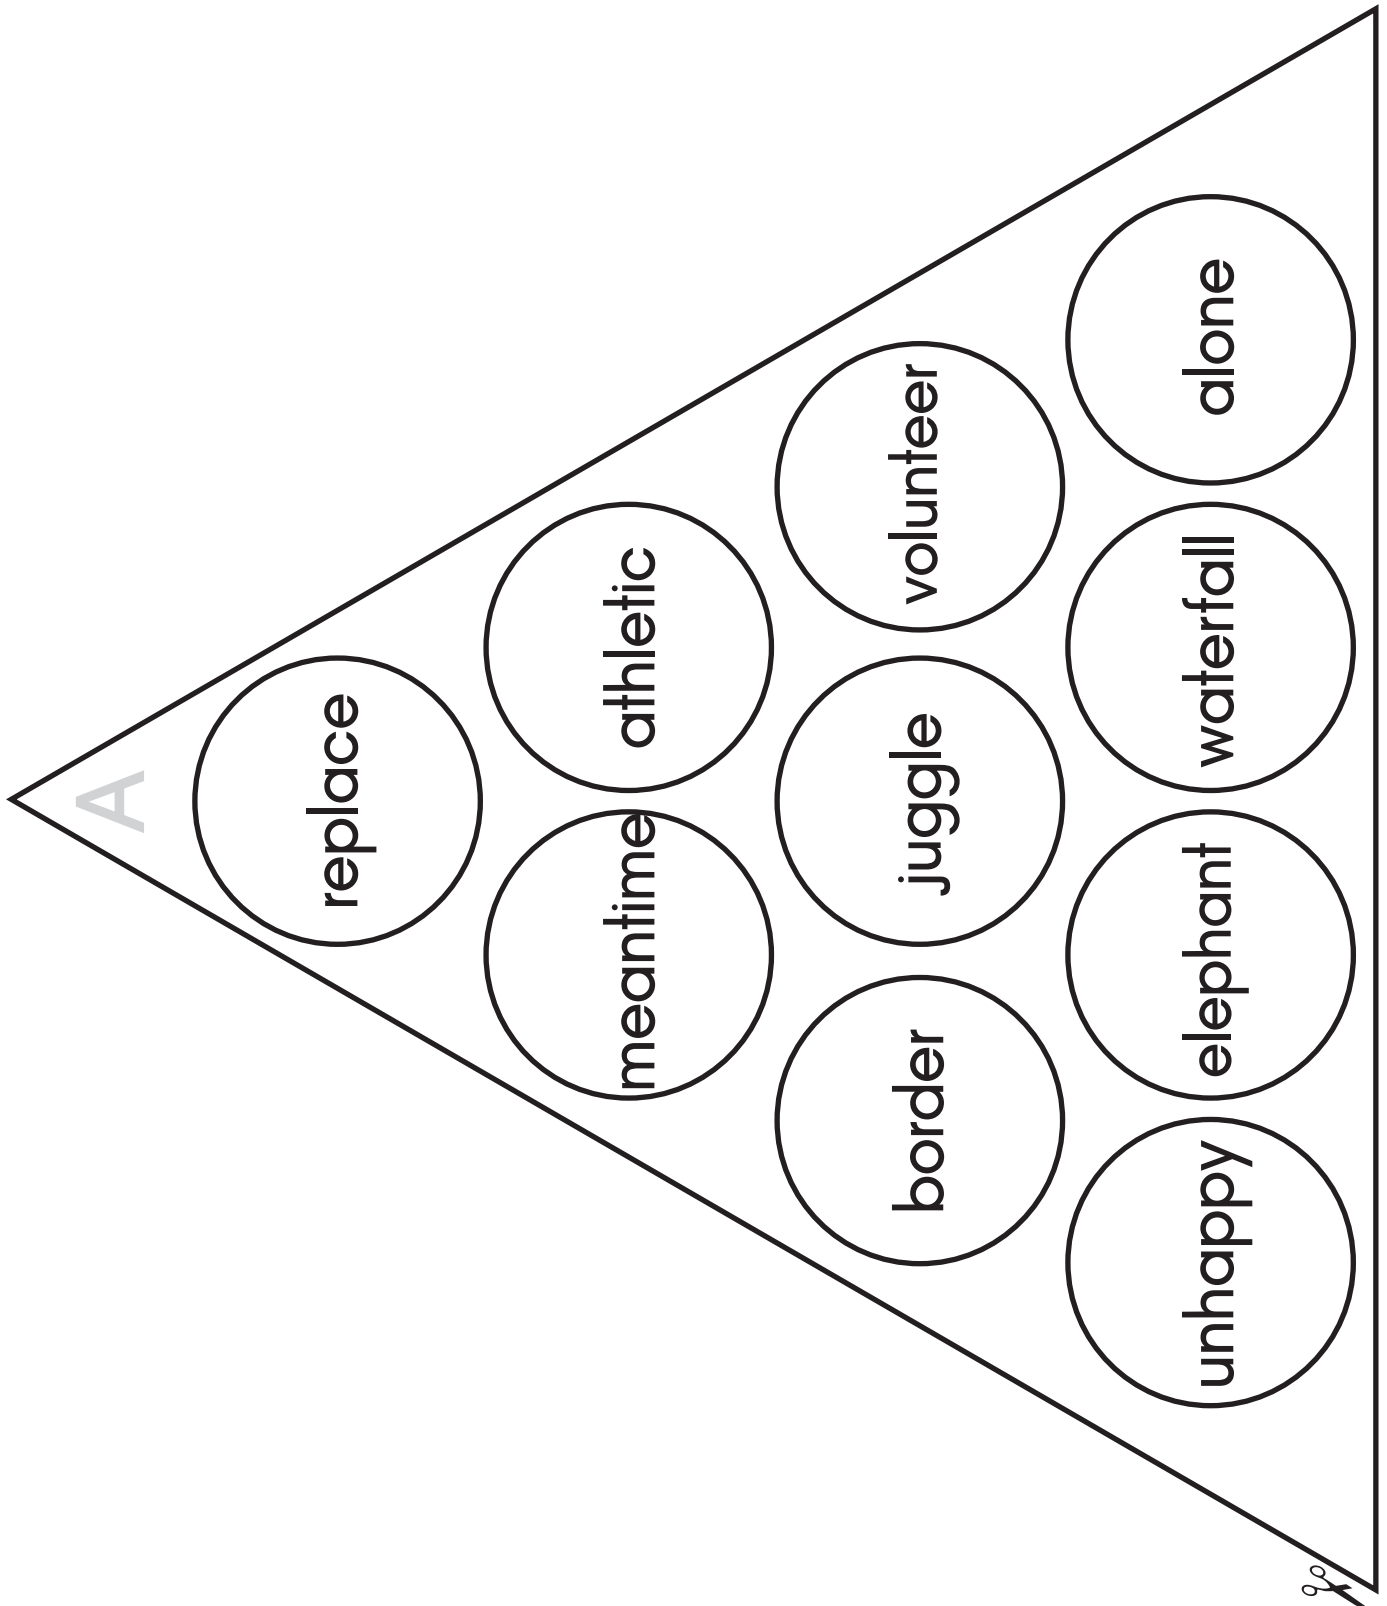 A
replace
meantime athletic
border juggle volunteer
unhappy elephant waterfall alone